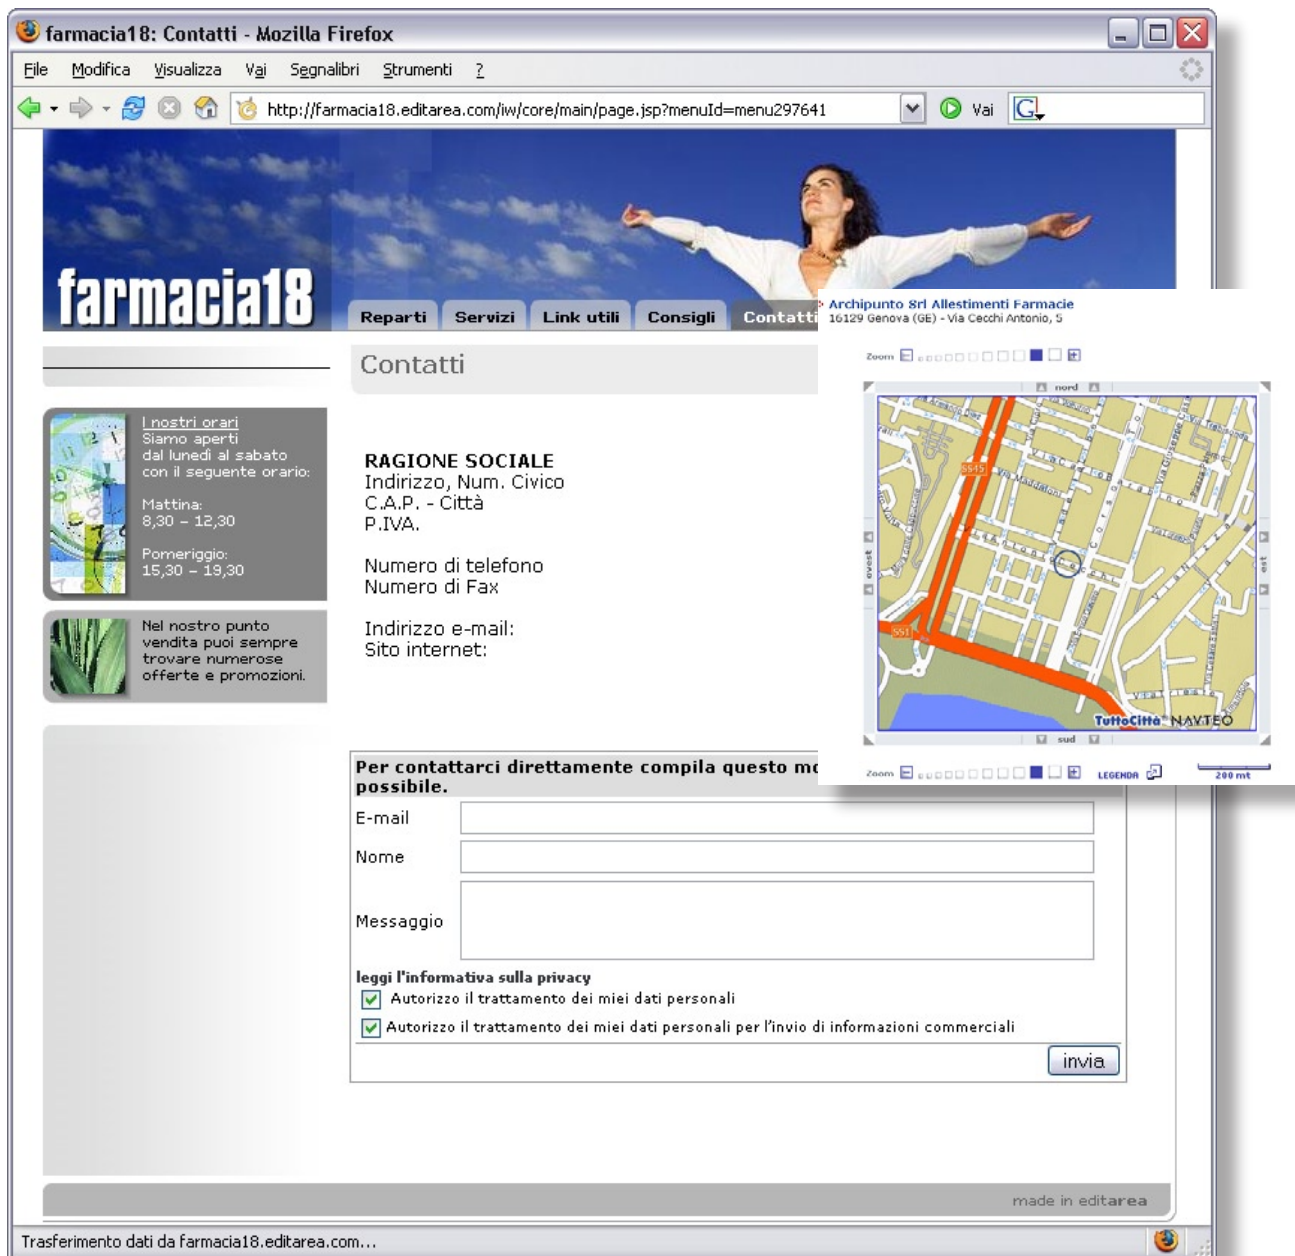 farmacia18: Contatti - Mozilla Firefox
File Modifica Visualizza Vai Segnalibri Strumenti ?
http://farmacia18.editarea.com/iw/core/main/page.jsp?menuId=menu297641 Vai G
farmacia18
Reparti Servizi Link utili Consigli Contatti
Archipunto Srl Allestimenti Farmacie
16129 Genova (GE) - Via Cecchi Antonio, 5
Zoom
nord
ovest
est
SS45
SS1
TuttoCittà NAVTEQ
sud
Zoom LEGENDA 200 mt
Contatti
I nostri orari
Siamo aperti
dal lunedì al sabato
con il seguente orario:
Mattina:
8,30 – 12,30
Pomeriggio:
15,30 – 19,30
Nel nostro punto
vendita puoi sempre
trovare numerose
offerte e promozioni.
RAGIONE SOCIALE
Indirizzo, Num. Civico
C.A.P. - Città
P.IVA.
Numero di telefono
Numero di Fax
Indirizzo e-mail:
Sito internet:
Per contattarci direttamente compila questo mo
possibile.
E-mail
Nome
Messaggio
leggi l'informativa sulla privacy
Autorizzo il trattamento dei miei dati personali
Autorizzo il trattamento dei miei dati personali per l'invio di informazioni commerciali
invia
made in editarea
Trasferimento dati da farmacia18.editarea.com...